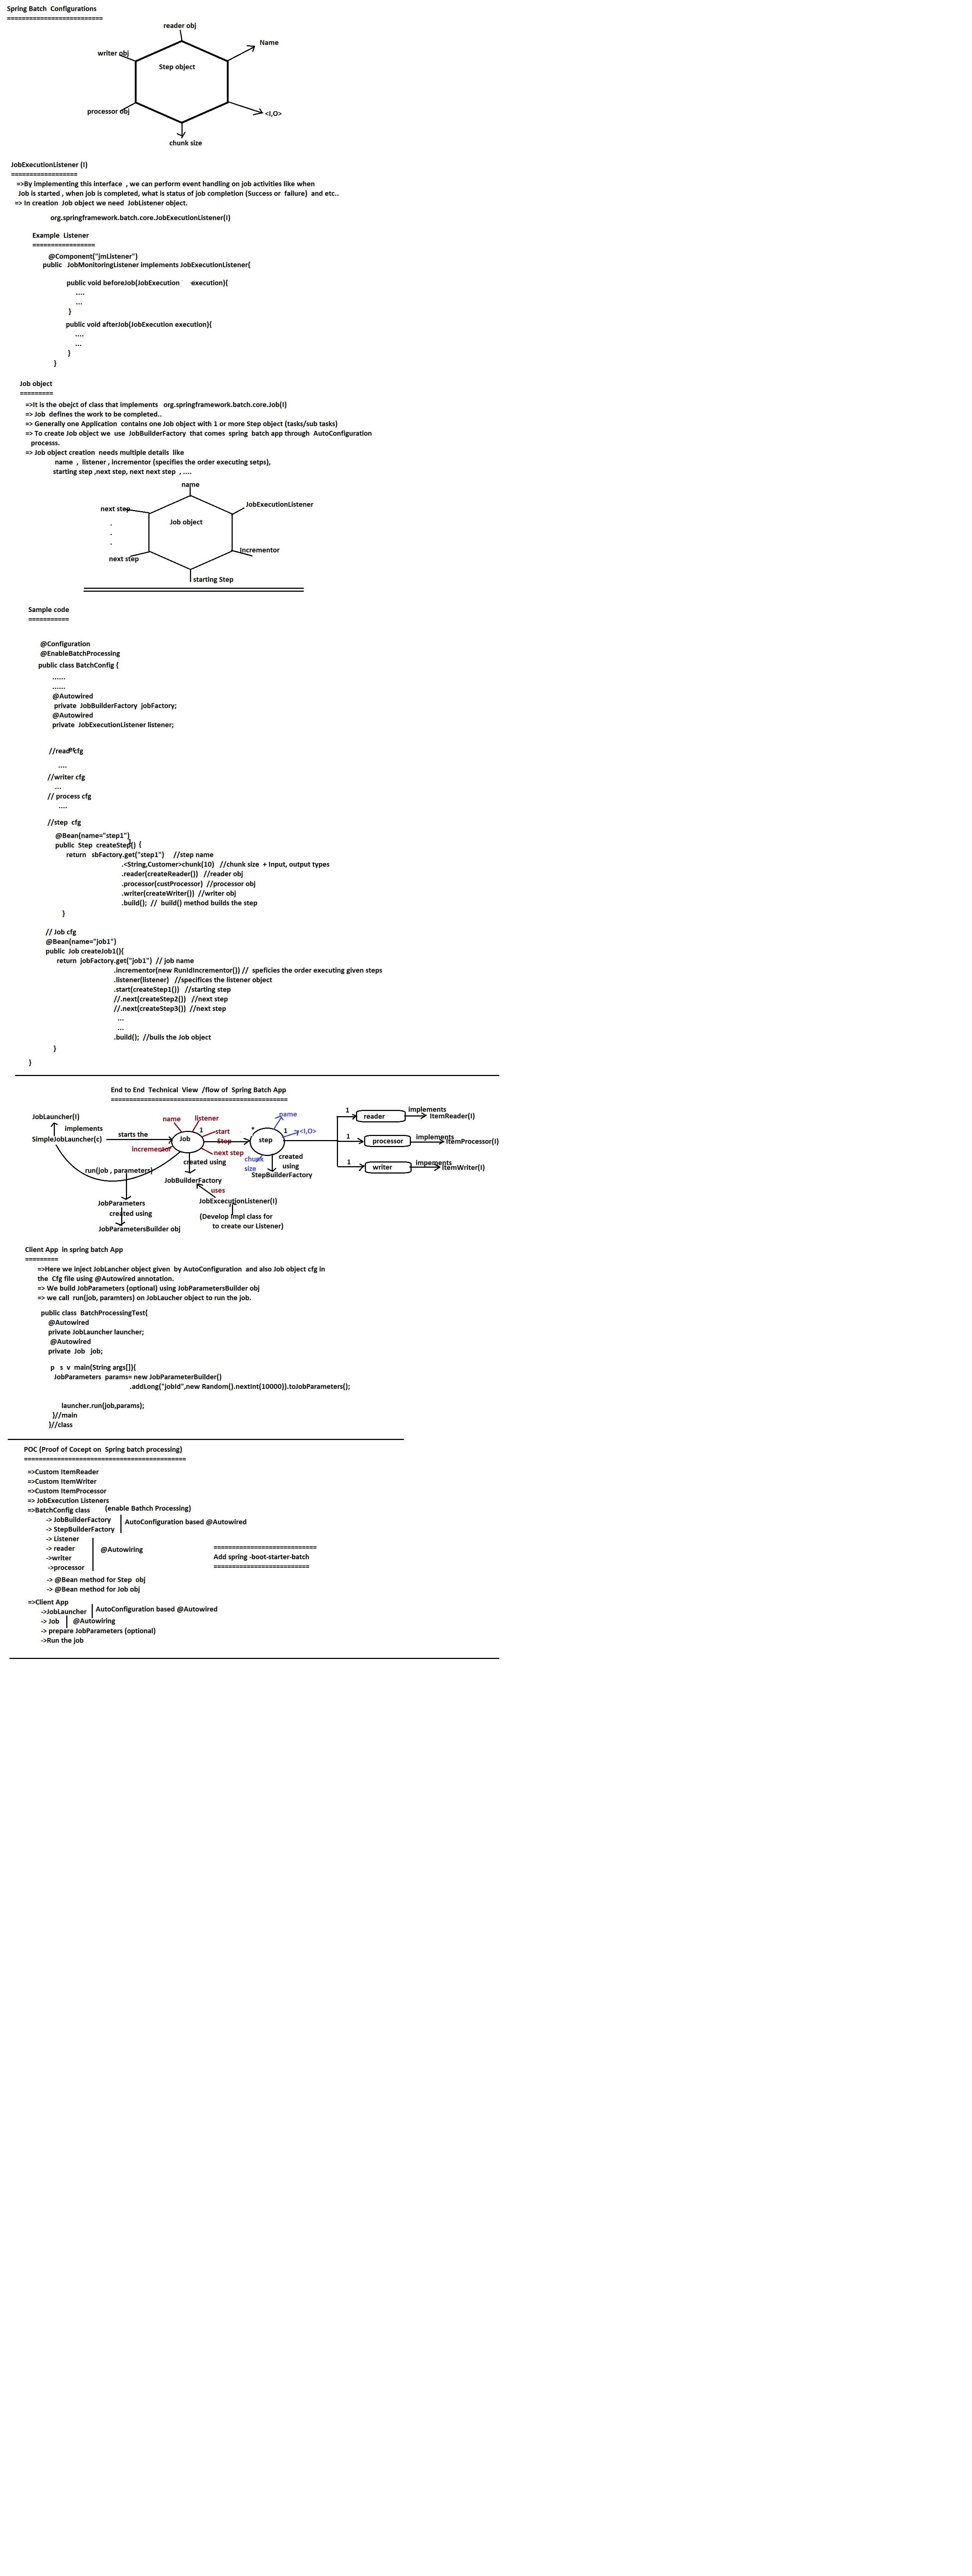 Spring Batch  Configurations
==========================
reader obj
Name
writer obj
Step object
processor obj
<I,O>
chunk size
JobExecutionListener (I)
==================
=>By implementing this interface  , we can perform event handling on job activities like when
Job is started , when job is completed, what is status of job completion (Success or  failure)  and etc..
=> In creation  Job object we need  JobListener object.
org.springframework.batch.core.JobExecutionListener(I)
Example  Listener
=================
@Component("jmListener")
public   JobMonitoringListener implements JobExecutionListener{
public void beforeJob(JobExecution      execution){
....
...
}
public void afterJob(JobExecution execution){
....
...
}
}
Job object
=========
=>It is the obejct of class that implements   org.springframework.batch.core.Job(I)
=> Job  defines the work to be completed..
=> Generally one Application  contains one Job object with 1 or more Step object (tasks/sub tasks)
=> To create Job object we  use  JobBuilderFactory  that comes  spring  batch app through  AutoConfiguration
processs.
=> Job object creation  needs multiple details  like
name  ,  listener , incrementor (specifies the order executing setps),
starting step ,next step, next next step  , ....
name
next step
JobExecutionListener
.
Job object
.
.
Incrementor
next step
starting Step
Sample code
===========
@Configuration
@EnableBatchProcessing
public class BatchConfig {
......
......
@Autowired
private  JobBuilderFactory  jobFactory;
@Autowired
private  JobExecutionListener listener;
//reader cfg
....
//writer cfg
...
// process cfg
....
//step  cfg
@Bean(name="step1")
public  Step  createStep1() {
return   sbFactory.get("step1")     //step name
.<String,Customer>chunk(10)   //chunk size  + Input, output types
.reader(createReader())   //reader obj
.processor(custProcessor)  //processor obj
.writer(createWriter())  //writer obj
.build();  //  build() method builds the step
}
// Job cfg
@Bean(name="job1")
public  Job createJob1(){
return  jobFactory.get("job1")  // job name
.incrementor(new RunIdIncrementor()) //  speficies the order executing given steps
.listener(listener)   //specifices the listener object
.start(createStep1())   //starting step
//.next(createStep2())   //next step
//.next(createStep3())  //next step
...
...
.build();  //buils the Job object
}
}
End to End  Technical  View  /flow of  Spring Batch App
================================================
JobLauncher(I)
implements
SimpleJobLauncher(c)
starts the
name
listener
Job
1
start
Step
incrementor
next step
created using
JobBuilderFactory
uses
JobExcecutionListener(I)
(Develop Impl class for
to create our Listener)
run(job , parameters)
JobParameters
created using
JobParametersBuilder obj
*
step
name
1
<I,O>
chunk
size
created
using
StepBuilderFactory
1
reader
implements
ItemReader(I)
1
processor
implements
ItemProcessor(I)
1
writer
impements
ItemWriter(I)
Client App  in spring batch App
=========
=>Here we inject JobLancher object given  by AutoConfiguration  and also Job object cfg in
the  Cfg file using @Autowired annotation.
=> We build JobParameters (optional) using JobParametersBuilder obj
=> we call  run(job, paramters) on JobLaucher object to run the job.
public class  BatchProcessingTest{
@Autowired
private JobLauncher launcher;
@Autowired
private  Job   job;
p   s  v  main(String args[]){
JobParameters  params= new JobParameterBuilder()
.addLong("jobId",new Random().nextInt(10000)).toJobParameters();
launcher.run(job,params);
}//main
}//class
POC (Proof of Cocept on  Spring batch processing)
============================================
=>Custom ItemReader
=>Custom ItemWriter
=>Custom ItemProcessor
=> JobExecution Listeners
=>BatchConfig class      (enable Bathch Processing)
-> JobBuilderFactory
AutoConfiguration based @Autowired
-> StepBuilderFactory
-> Listener
-> reader
@Autowiring
->writer
->processor
============================
Add spring -boot-starter-batch
==========================
-> @Bean method for Step  obj
-> @Bean method for Job obj
=>Client App
->JobLauncher
AutoConfiguration based @Autowired
-> Job
@Autowiring
-> prepare JobParameters (optional)
->Run the job